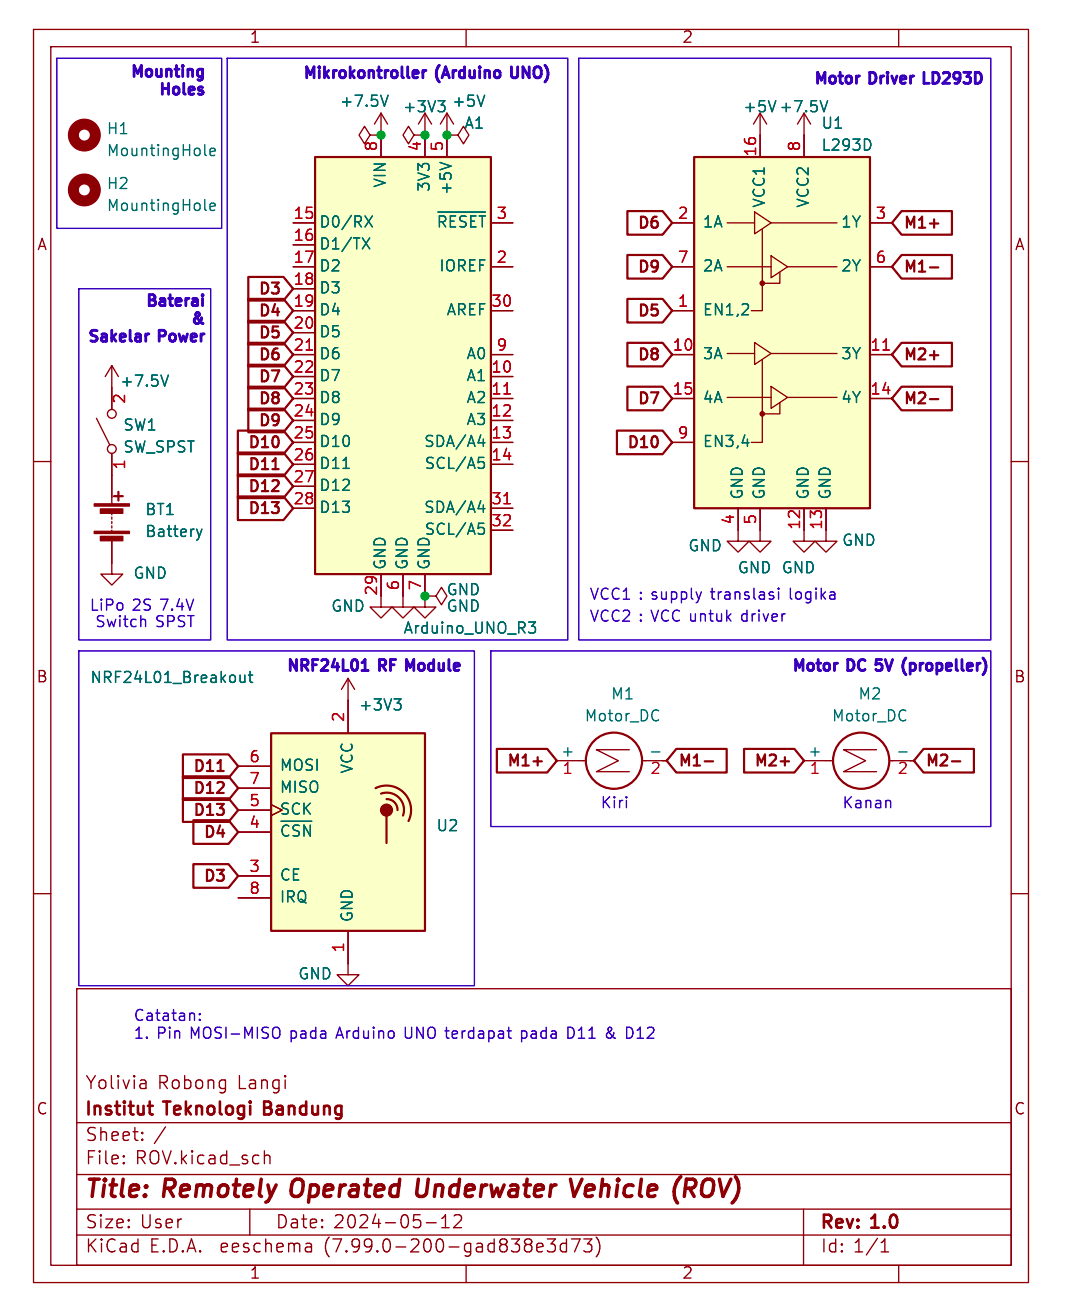 1
2
Mounting
Holes
H1
MountingHole
H2
MountingHole
Mikrokontroller (Arduino UNO)
+7.5V
+3V3
+5V
A1
8
4
5
VIN
3V3
+5V
15
D0/RX
16
D1/TX
17
D2
D3
18
D3
D4
19
D4
D5
20
D5
D6
21
D6
D7
22
D7
D8
23
D8
D9
24
D9
D10
25
D10
D11
26
D11
D12
27
D12
D13
28
D13
RESET
3
IOREF
2
AREF
30
A0
9
A1
10
A2
11
A3
12
SDA/A4
13
SCL/A5
14
SDA/A4
31
SCL/A5
32
GND
GND
GND
29
6
7
GND
GND
GND
Arduino_UNO_R3
Motor Driver LD293D
+5V
+7.5V
U1
L293D
16
8
VCC1
VCC2
D6
2
1A
1Y
3
M1+
D9
7
2A
2Y
6
M1-
D5
1
EN1,2
D8
10
3A
3Y
11
M2+
D7
15
4A
4Y
14
M2-
D10
9
EN3,4
GND
GND
GND
GND
4
5
12
13
GND
GND
GND
GND
VCC1 : supply translasi logika
VCC2 : VCC untuk driver
A
A
Baterai
&
Sakelar Power
+7.5V
2
SW1
SW_SPST
1
+
BT1
Battery
GND
LiPo 2S 7.4V
Switch SPST
B
B
NRF24L01 RF Module
NRF24L01_Breakout
+3V3
2
VCC
D11
6
MOSI
D12
7
MISO
D13
5
SCK
D4
4
CSN
D3
3
CE
8
IRQ
U2
GND
1
GND
Motor DC 5V (propeller)
M1
Motor_DC
M1+
+
1
-
2
M1-
Kiri
M2
Motor_DC
M2+
+
1
-
2
M2-
Kanan
C
C
Catatan:
1. Pin MOSI-MISO pada Arduino UNO terdapat pada D11 & D12
Yolivia Robong Langi
Institut Teknologi Bandung
Sheet: /
File: ROV.kicad_sch
Title: Remotely Operated Underwater Vehicle (ROV)
Size: User
Date: 2024-05-12
Rev: 1.0
KiCad E.D.A. eeschema (7.99.0-200-gad838e3d73)
Id: 1/1
1
2